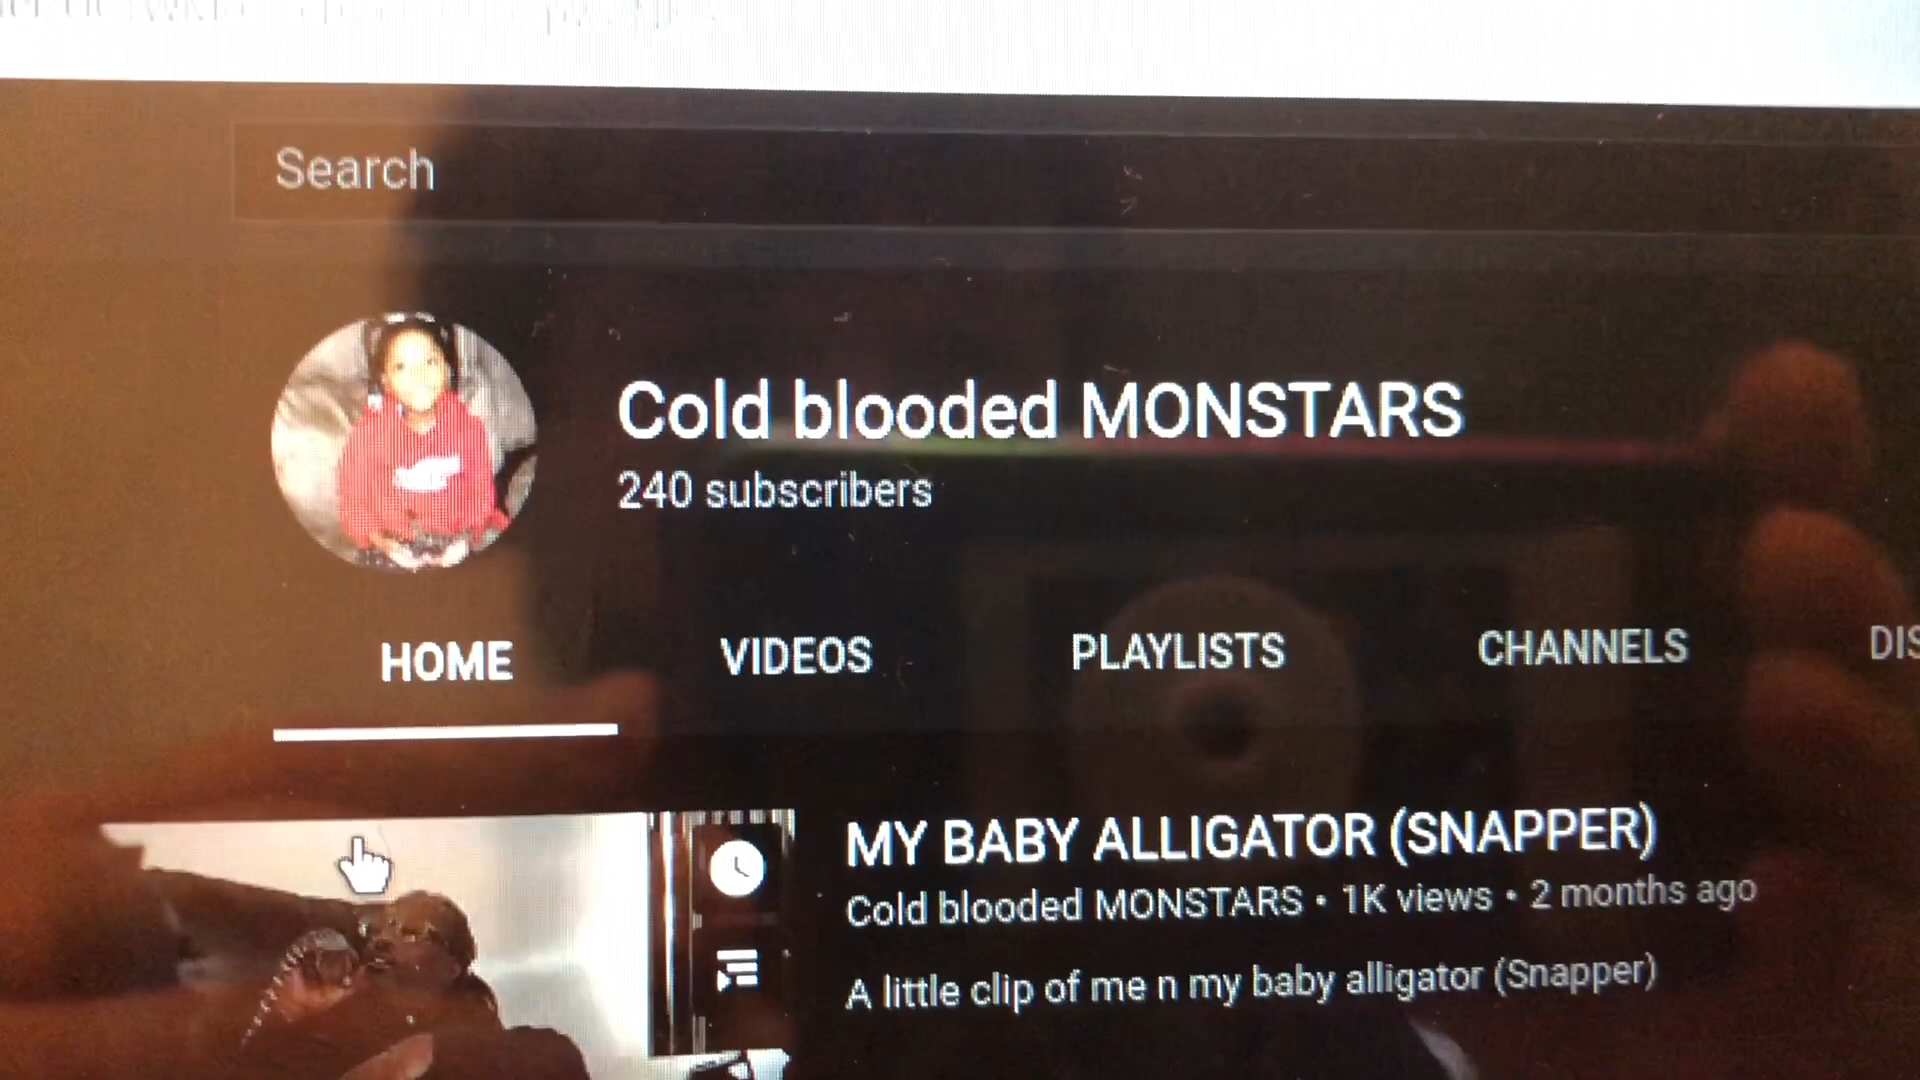 Search
Cold blooded MONSTARS
240 subscribers
HOME VIDEOS PLAYLISTS CHANNELS DIS
MY BABY ALLIGATOR (SNAPPER)
Cold blooded MONSTARS • 1K views • 2 months ago
A little clip of me n my baby alligator (Snapper)